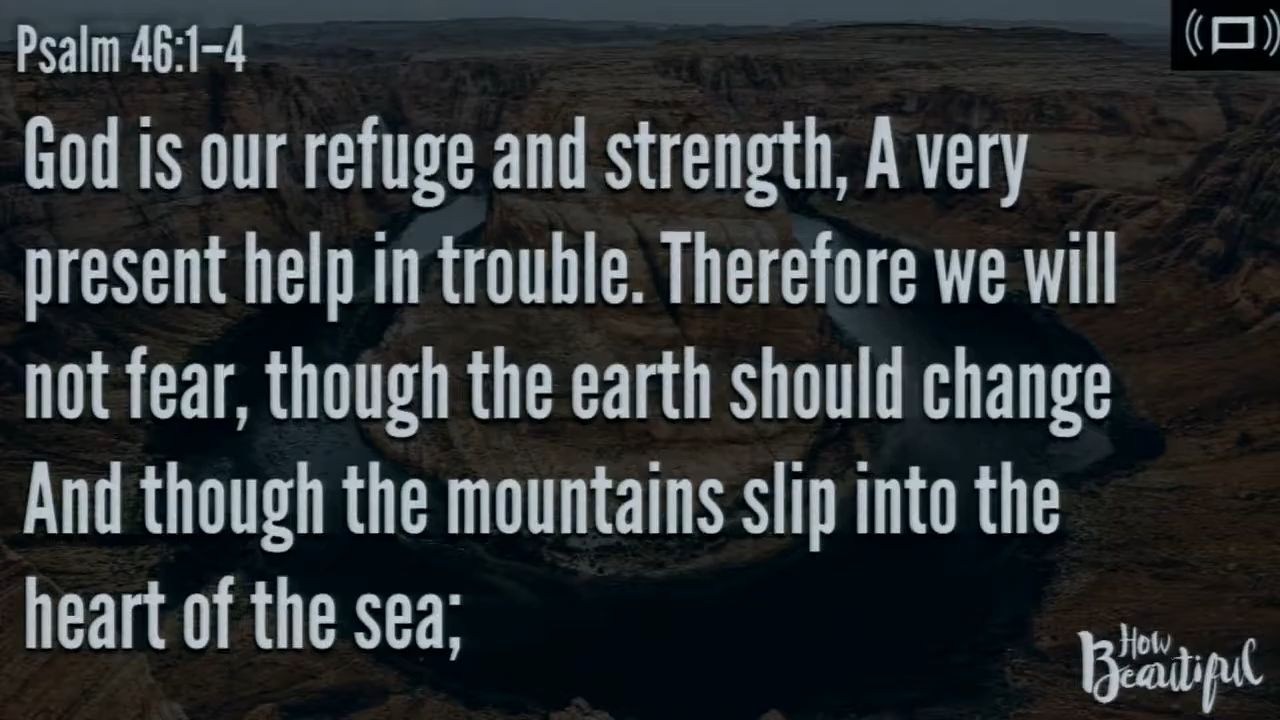 Psalm 46:1–4
God is our refuge and strength, A very
present help in trouble. Therefore we will
not fear, though the earth should change
And though the mountains slip into the
heart of the sea;
How
Beautiful